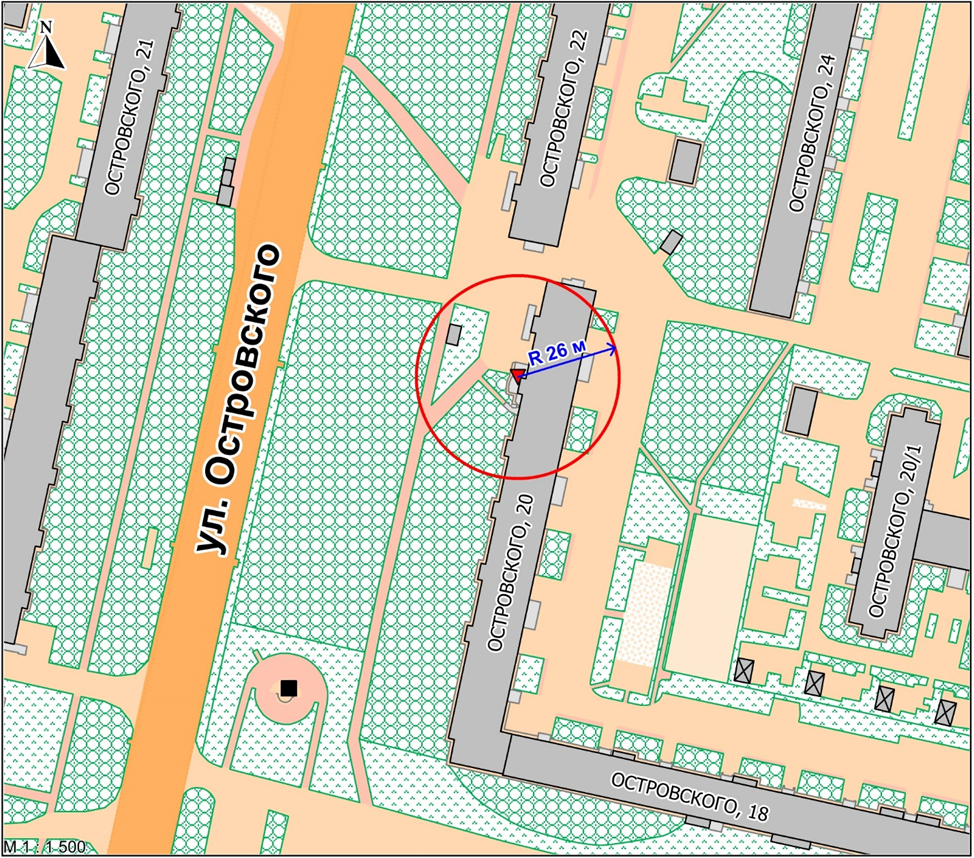 N
ОСТРОВСКОГО, 21
ОСТРОВСКОГО, 22
ОСТРОВСКОГО, 24
ул. Островского
R 26 м
ОСТРОВСКОГО, 20
ОСТРОВСКОГО, 20/1
ОСТРОВСКОГО, 18
М 1 : 1 500